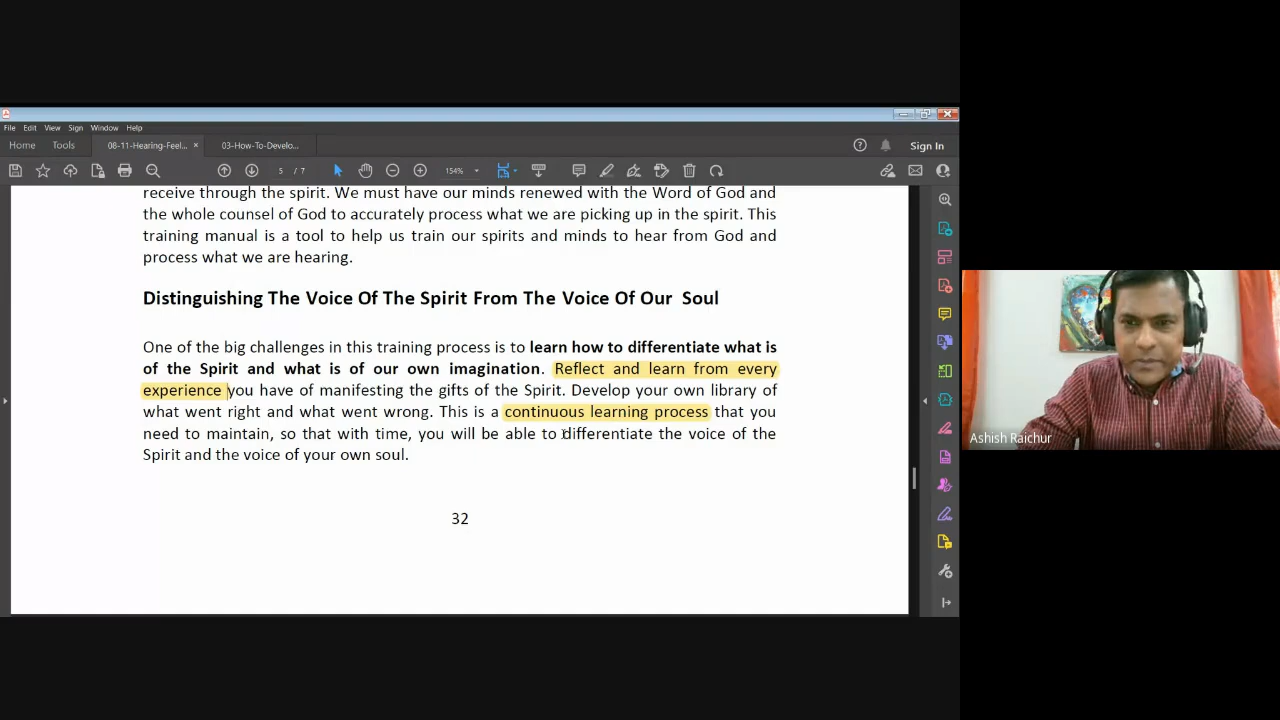 File Edit View Sign Window Help
Home Tools 08-11-Hearing-Feel... × 03-How-To-Develo... Sign In
5 / 7 154%
receive through the spirit. We must have our minds renewed with the Word of God and
the whole counsel of God to accurately process what we are picking up in the spirit. This
training manual is a tool to help us train our spirits and minds to hear from God and
process what we are hearing.
Distinguishing The Voice Of The Spirit From The Voice Of Our Soul
One of the big challenges in this training process is to learn how to differentiate what is
of the Spirit and what is of our own imagination. Reflect and learn from every
experience you have of manifesting the gifts of the Spirit. Develop your own library of
what went right and what went wrong. This is a continuous learning process that you
need to maintain, so that with time, you will be able to differentiate the voice of the
Spirit and the voice of your own soul.
32
Ashish Raichur